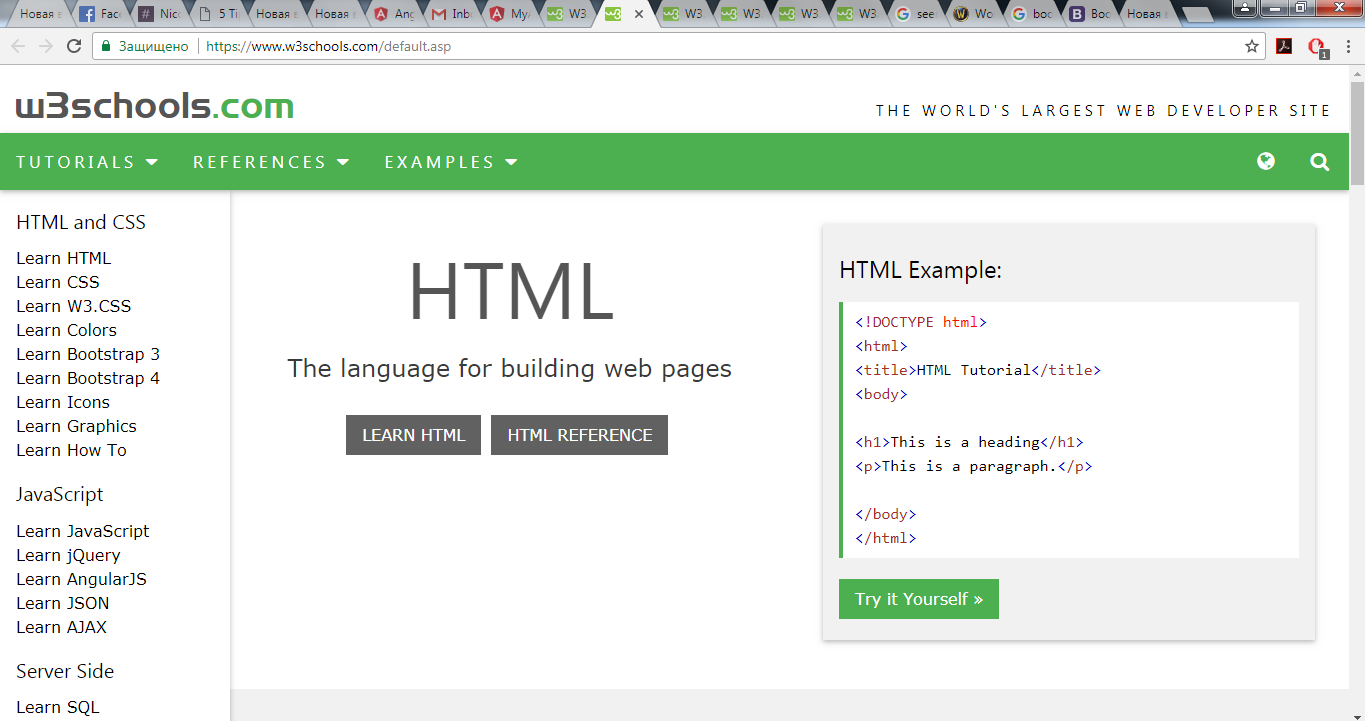 Новая в
Fac
Nic
5 Ti
Новая в
Новая в
Ang
Inb
My
W3
W3
W3
W3
W3
see
Wo
boo
Boo
Новая в
Защищено https://www.w3schools.com/default.asp
1
w3schools.com
THE WORLD'S LARGEST WEB DEVELOPER SITE
TUTORIALS REFERENCES EXAMPLES
HTML and CSS
Learn HTML
Learn CSS
Learn W3.CSS
Learn Colors
Learn Bootstrap 3
Learn Bootstrap 4
Learn Icons
Learn Graphics
Learn How To
JavaScript
Learn JavaScript
Learn jQuery
Learn AngularJS
Learn JSON
Learn AJAX
Server Side
Learn SQL
HTML
The language for building web pages
LEARN HTML HTML REFERENCE
HTML Example:
<!DOCTYPE html>
<html>
<title>HTML Tutorial</title>
<body>
<h1>This is a heading</h1>
<p>This is a paragraph.</p>
</body>
</html>
Try it Yourself »